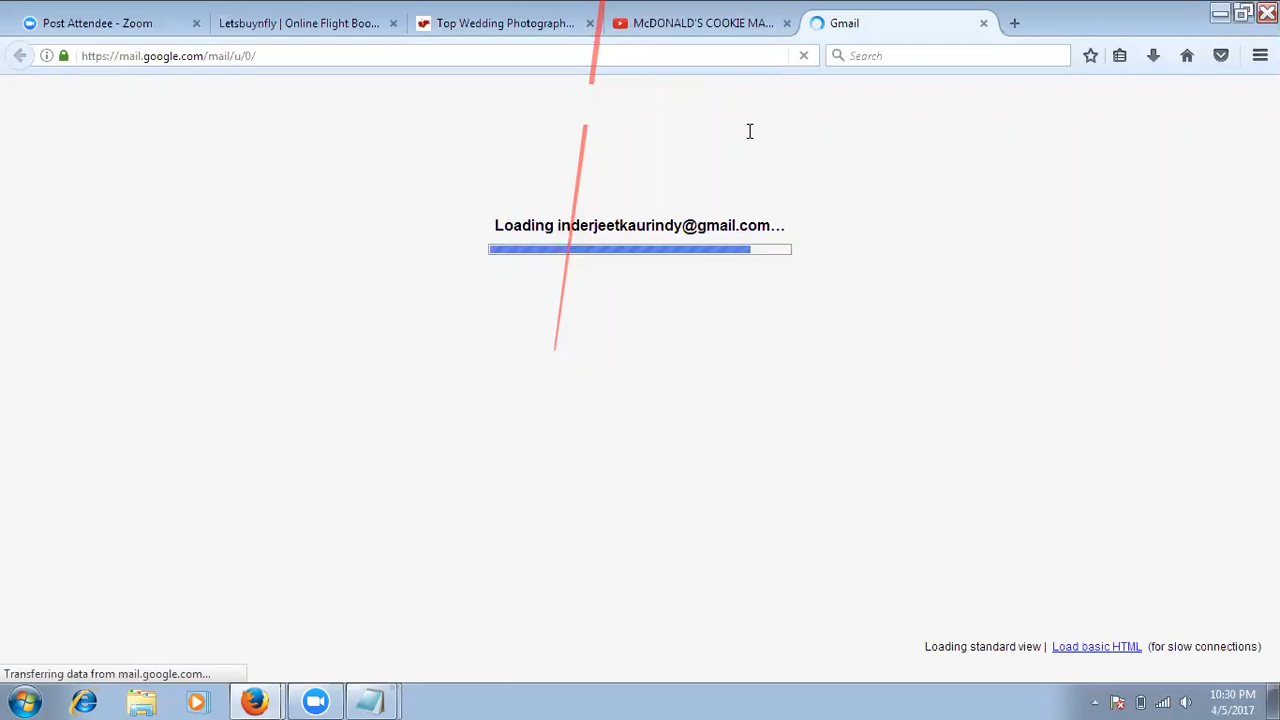 Post Attendee - Zoom
Letsbuynfly | Online Flight Boo...
Top Wedding Photograph...
McDONALD'S COOKIE MA...
Gmail
https://mail.google.com/mail/u/0/
Search
Loading inderjeetkaurindy@gmail.com...
Loading standard view | Load basic HTML (for slow connections)
Transferring data from mail.google.com...
10:30 PM
4/5/2017